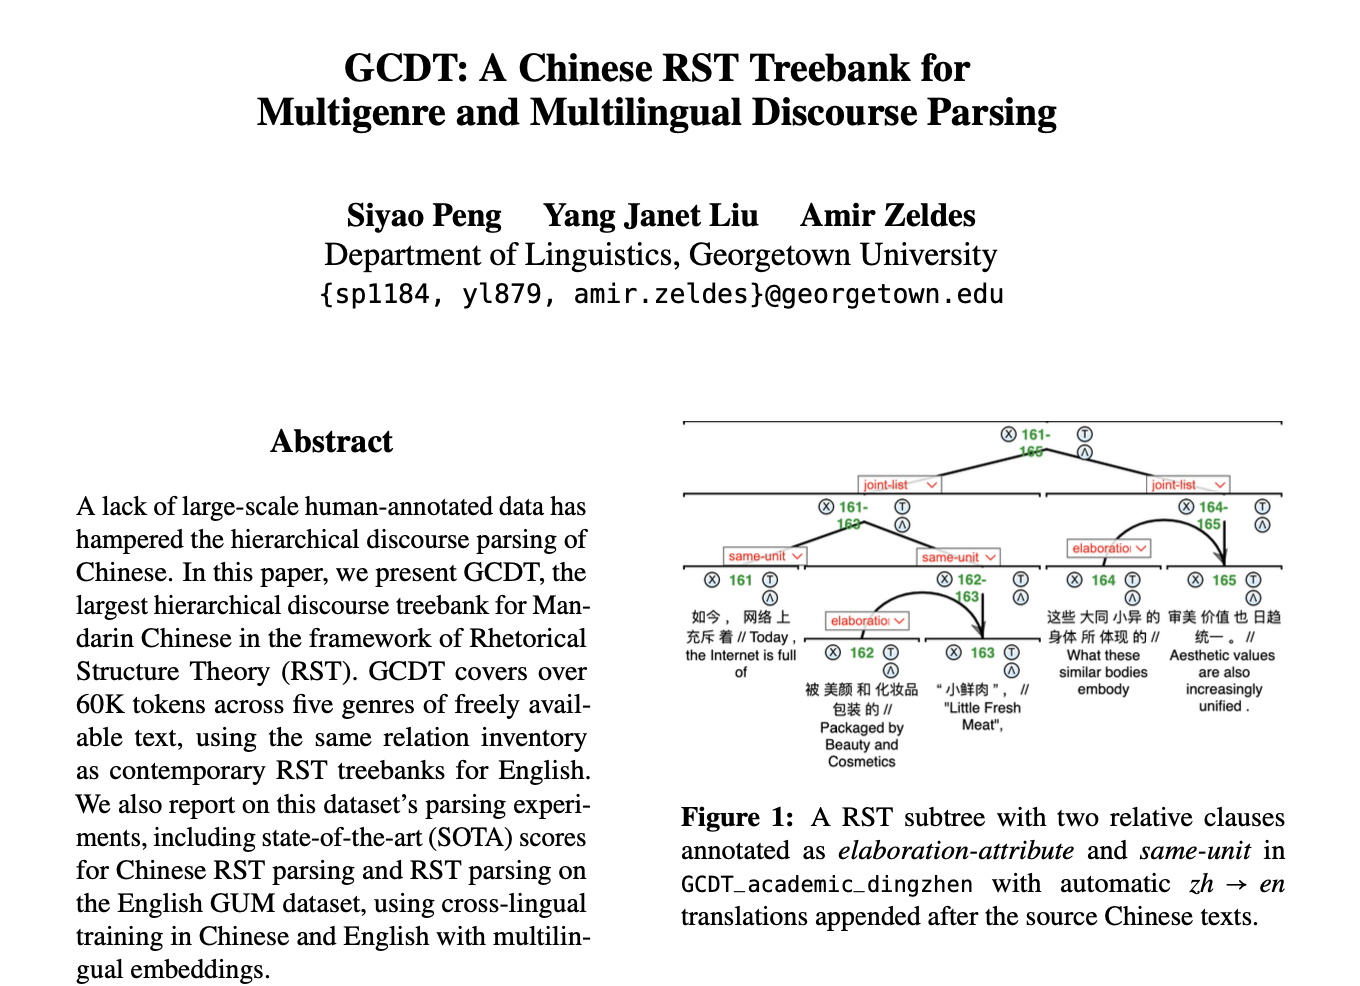 GCDT: A Chinese RST Treebank for
Multigenre and Multilingual Discourse Parsing
Siyao Peng Yang Janet Liu Amir Zeldes
Department of Linguistics, Georgetown University
{sp1184, yl879, amir.zeldes}@georgetown.edu
Abstract
A lack of large-scale human-annotated data has
hampered the hierarchical discourse parsing of
Chinese. In this paper, we present GCDT, the
largest hierarchical discourse treebank for Man-
darin Chinese in the framework of Rhetorical
Structure Theory (RST). GCDT covers over
60K tokens across five genres of freely avail-
able text, using the same relation inventory
as contemporary RST treebanks for English.
We also report on this dataset's parsing experi-
ments, including state-of-the-art (SOTA) scores
for Chinese RST parsing and RST parsing on
the English GUM dataset, using cross-lingual
training in Chinese and English with multilin-
gual embeddings.
X 161-
165
T
Λ
joint-list
joint-list
X 161-
163
T
Λ
X 164-
165
T
Λ
same-unit
same-unit
elaboratio
X 161 T
Λ
X 162-
163
T
Λ
X 164 T
Λ
X 165 T
Λ
如今 ， 网络 上
充斥 着 // Today ,
the Internet is full
of
elaboratio
X 162 T
Λ
X 163 T
Λ
被 美颜 和 化妆品
包装 的 //
Packaged by
Beauty and
Cosmetics
“ 小鲜肉 ” ， //
"Little Fresh
Meat",
这些 大同 小异 的
身体 所 体现 的 //
What these
similar bodies
embody
审美 价值 也 日趋
统一 。 //
Aesthetic values
are also
increasingly
unified .
Figure 1: A RST subtree with two relative clauses
annotated as elaboration-attribute and same-unit in
GCDT_academic_dingzhen with automatic zh → en
translations appended after the source Chinese texts.